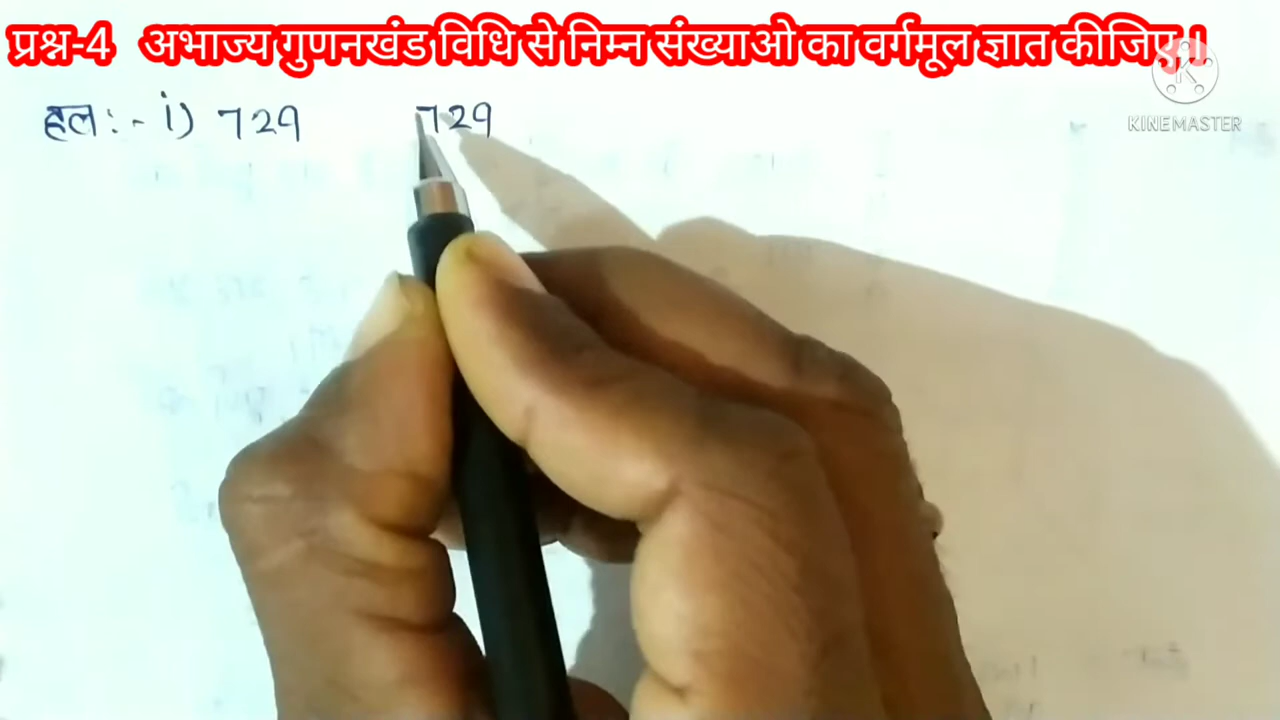 प्रश्न-4 अभाज्य गुणनखंड विधि से निम्न संख्याओ का वर्गमूल ज्ञात कीजिए।
हल:- i) 729 729
KINEMASTER